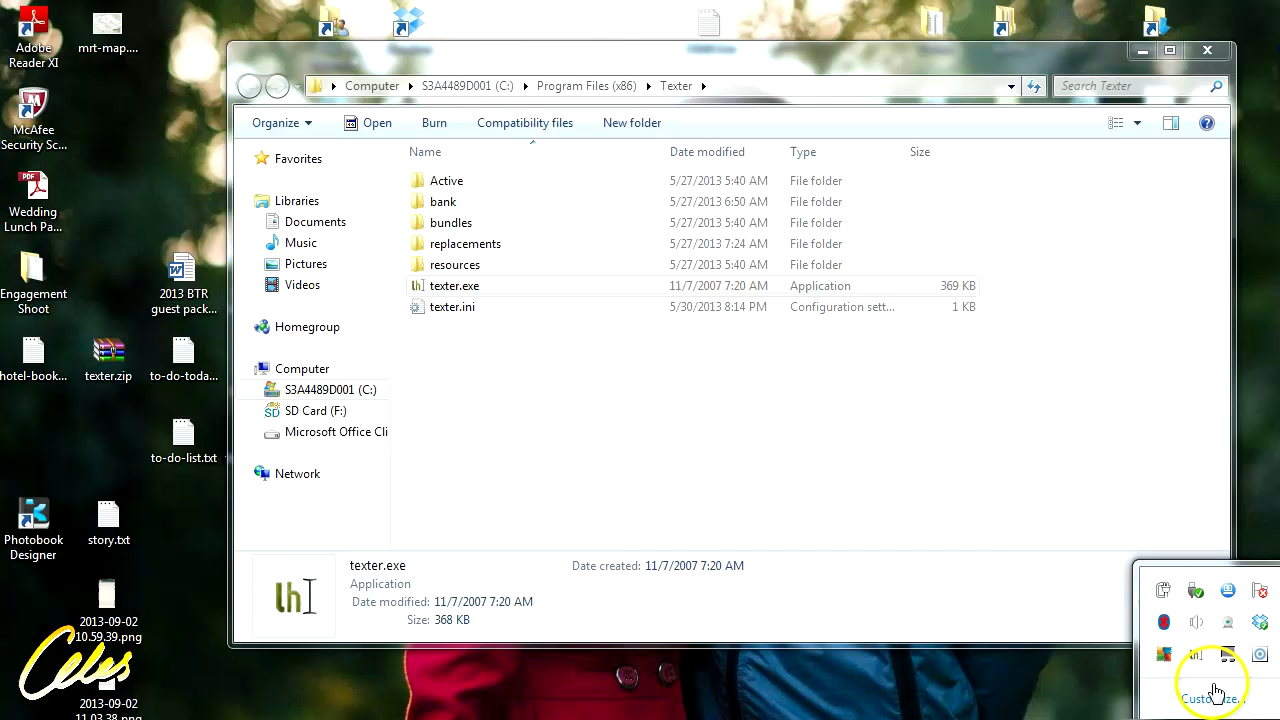 Adobe
Reader XI
mrt-map....
McAfee
Security Sc...
Wedding
Lunch Pa...
Engagement
Shoot
2013 BTR
guest pack...
hotel-book...
texter.zip
to-do-toda...
to-do-list.txt
Photobook
Designer
story.txt
2013-09-02
10.59.39.png
2013-09-02
11.03.38.png
Celes
Computer
S3A4489D001 (C:)
Program Files (x86)
Texter
Search Texter
Organize
Open
Burn
Compatibility files
New folder
Name
Date modified
Type
Size
Favorites
Libraries
Documents
Music
Pictures
Videos
Homegroup
Computer
S3A4489D001 (C:)
SD Card (F:)
Microsoft Office Cli
Network
Active 5/27/2013 5:40 AM File folder
bank 5/27/2013 6:50 AM File folder
bundles 5/27/2013 5:40 AM File folder
replacements 5/27/2013 7:24 AM File folder
resources 5/27/2013 5:40 AM File folder
texter.exe 11/7/2007 7:20 AM Application 369 KB
texter.ini 5/30/2013 8:14 PM Configuration sett... 1 KB
texter.exe
Application
Date modified: 11/7/2007 7:20 AM
Size: 368 KB
Date created: 11/7/2007 7:20 AM
Customize...